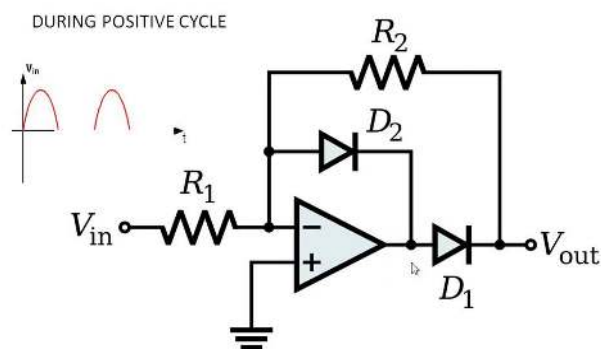 DURING POSITIVE CYCLE
R2
Vin
t
D2
R1
Vin
−
+
Vout
D1